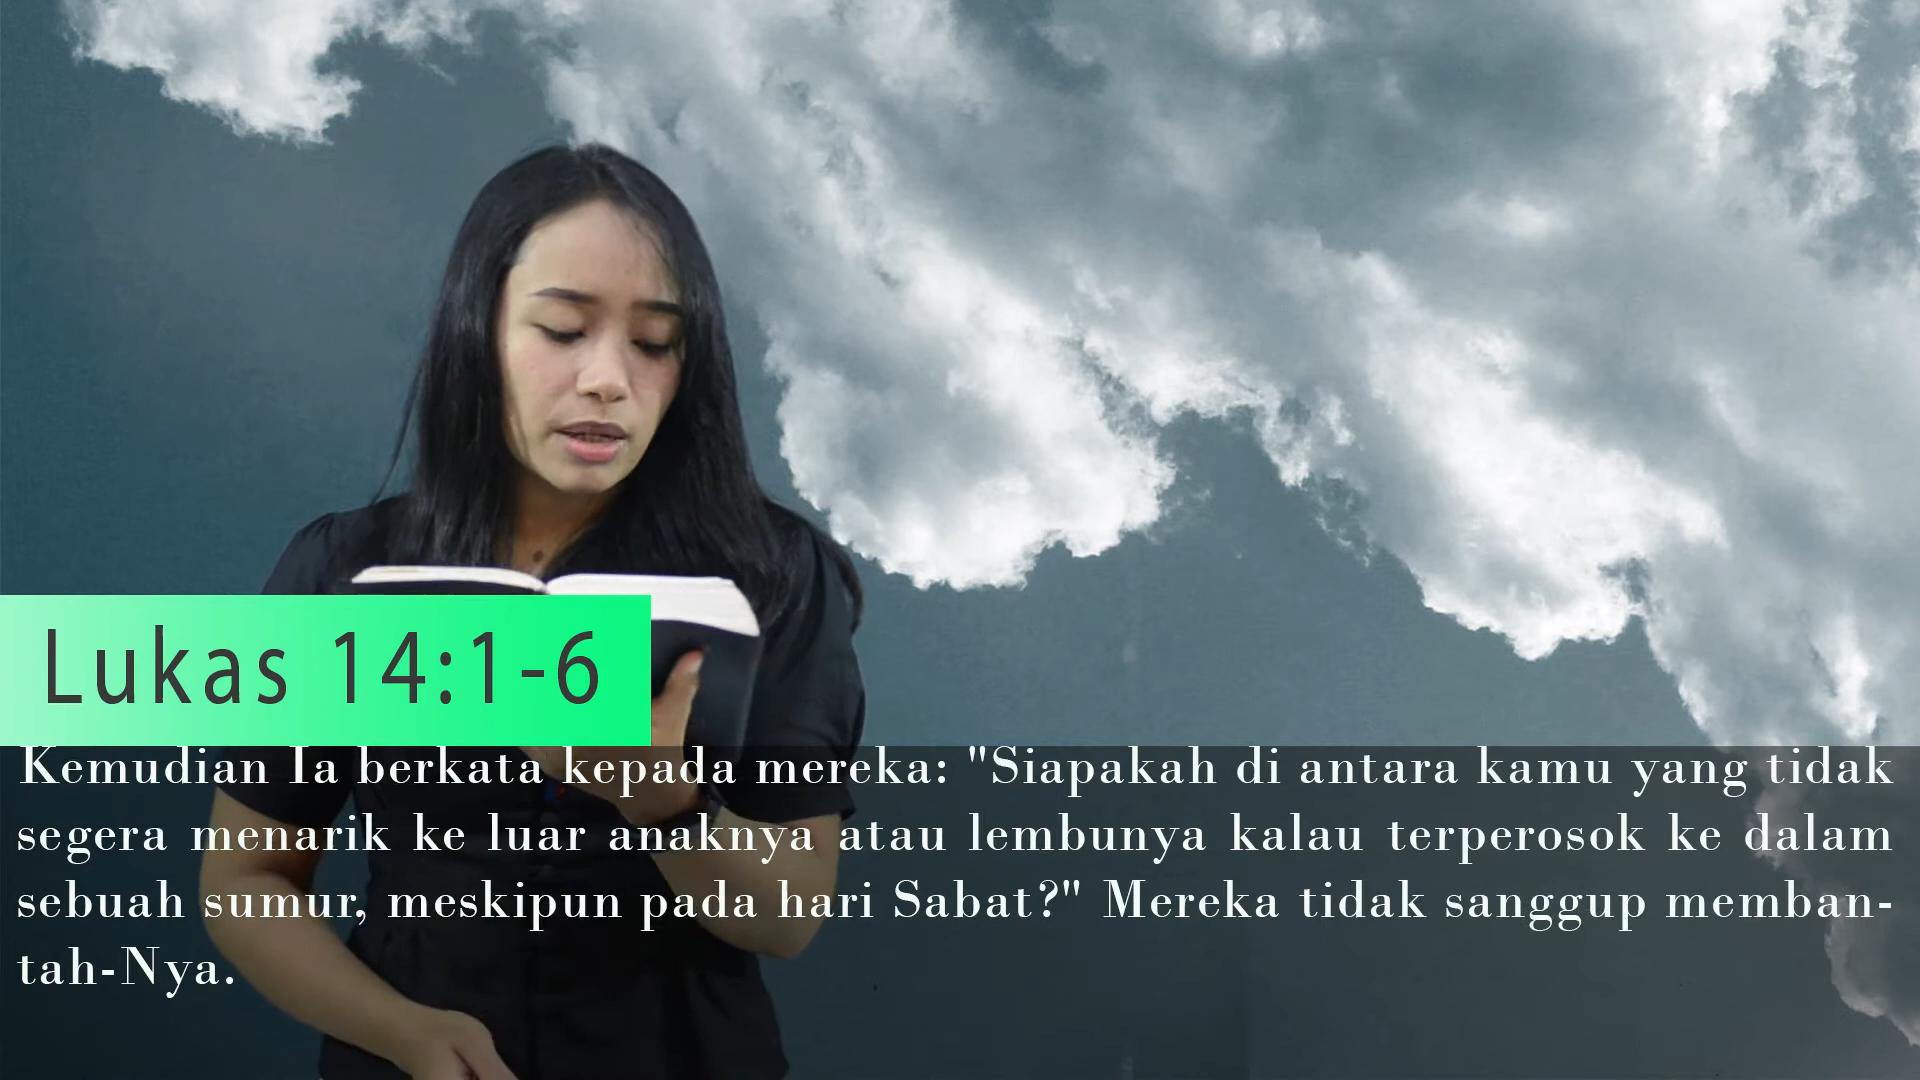 Lukas 14:1-6
Kemudian Ia berkata kepada mereka: "Siapakah di antara kamu yang tidak
segera menarik ke luar anaknya atau lembunya kalau terperosok ke dalam
sebuah sumur, meskipun pada hari Sabat?" Mereka tidak sanggup memban-
tah-Nya.